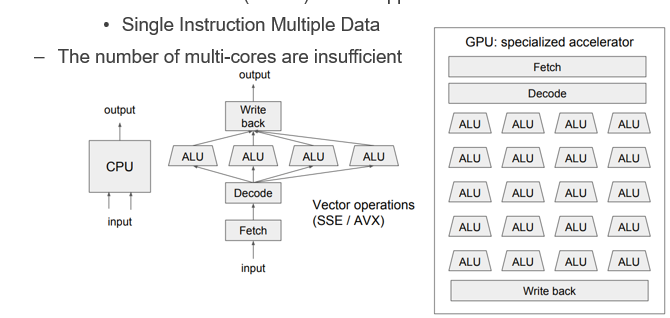 • Single Instruction Multiple Data
– The number of multi-cores are insufficient
output
CPU
input
output
Write
back
ALU ALU ALU ALU
Decode
Fetch
input
Vector operations
(SSE / AVX)
GPU: specialized accelerator
Fetch
Decode
ALU ALU ALU ALU
ALU ALU ALU ALU
ALU ALU ALU ALU
ALU ALU ALU ALU
ALU ALU ALU ALU
Write back